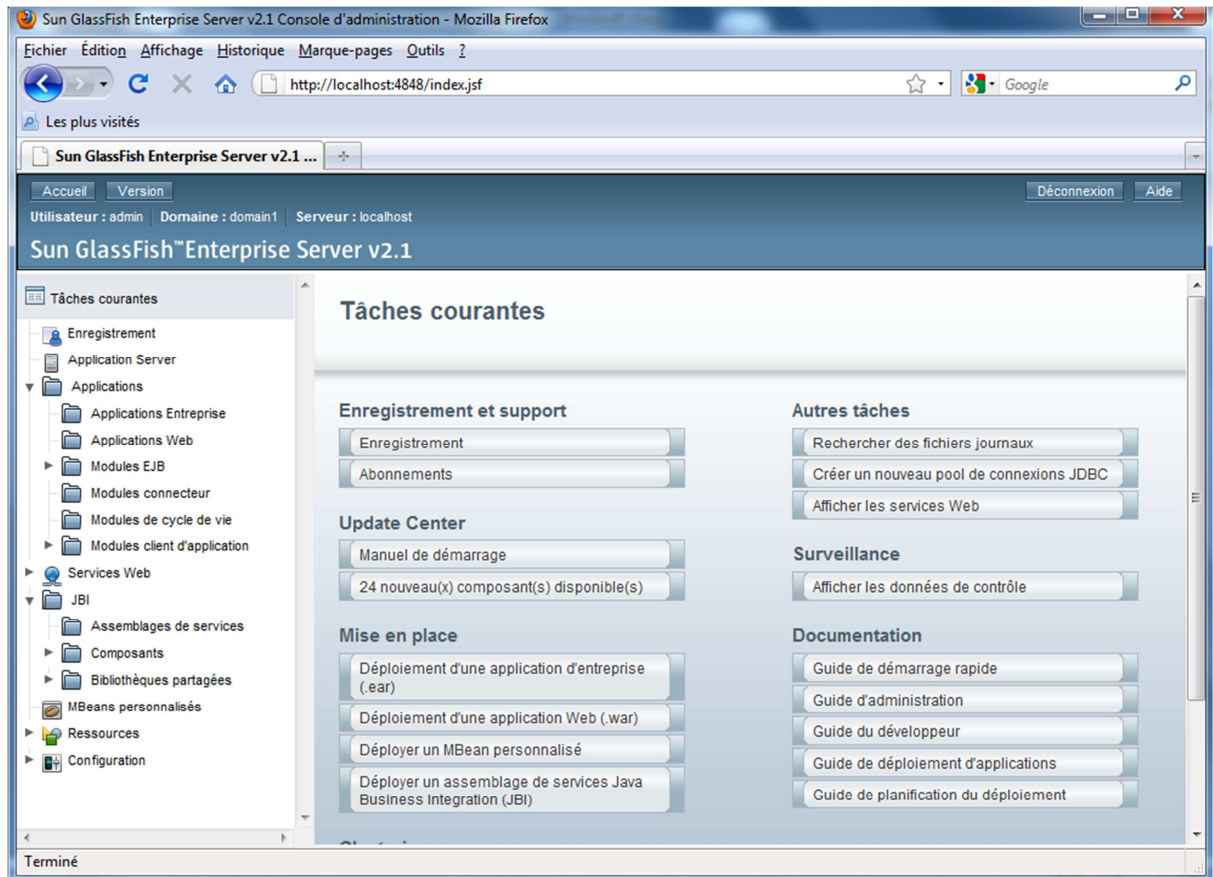 Sun GlassFish Enterprise Server v2.1 Console d'administration - Mozilla Firefox
Fichier Édition Affichage Historique Marque-pages Outils ?
http://localhost:4848/index.jsf
Google
Les plus visités
Sun GlassFish Enterprise Server v2.1 ...
Accueil Version Déconnexion Aide
Utilisateur : admin Domaine : domain1 Serveur : localhost
Sun GlassFish™ Enterprise Server v2.1
Tâches courantes
Enregistrement
Application Server
Applications
Applications Entreprise
Applications Web
Modules EJB
Modules connecteur
Modules de cycle de vie
Modules client d'application
Services Web
JBI
Assemblages de services
Composants
Bibliothèques partagées
MBeans personnalisés
Ressources
Configuration
Tâches courantes
Enregistrement et support
Enregistrement
Abonnements
Update Center
Manuel de démarrage
24 nouveau(x) composant(s) disponible(s)
Mise en place
Déploiement d'une application d'entreprise
(.ear)
Déploiement d'une application Web (.war)
Déployer un MBean personnalisé
Déployer un assemblage de services Java
Business Integration (JBI)
Autres tâches
Rechercher des fichiers journaux
Créer un nouveau pool de connexions JDBC
Afficher les services Web
Surveillance
Afficher les données de contrôle
Documentation
Guide de démarrage rapide
Guide d'administration
Guide du développeur
Guide de déploiement d'applications
Guide de planification du déploiement
Terminé